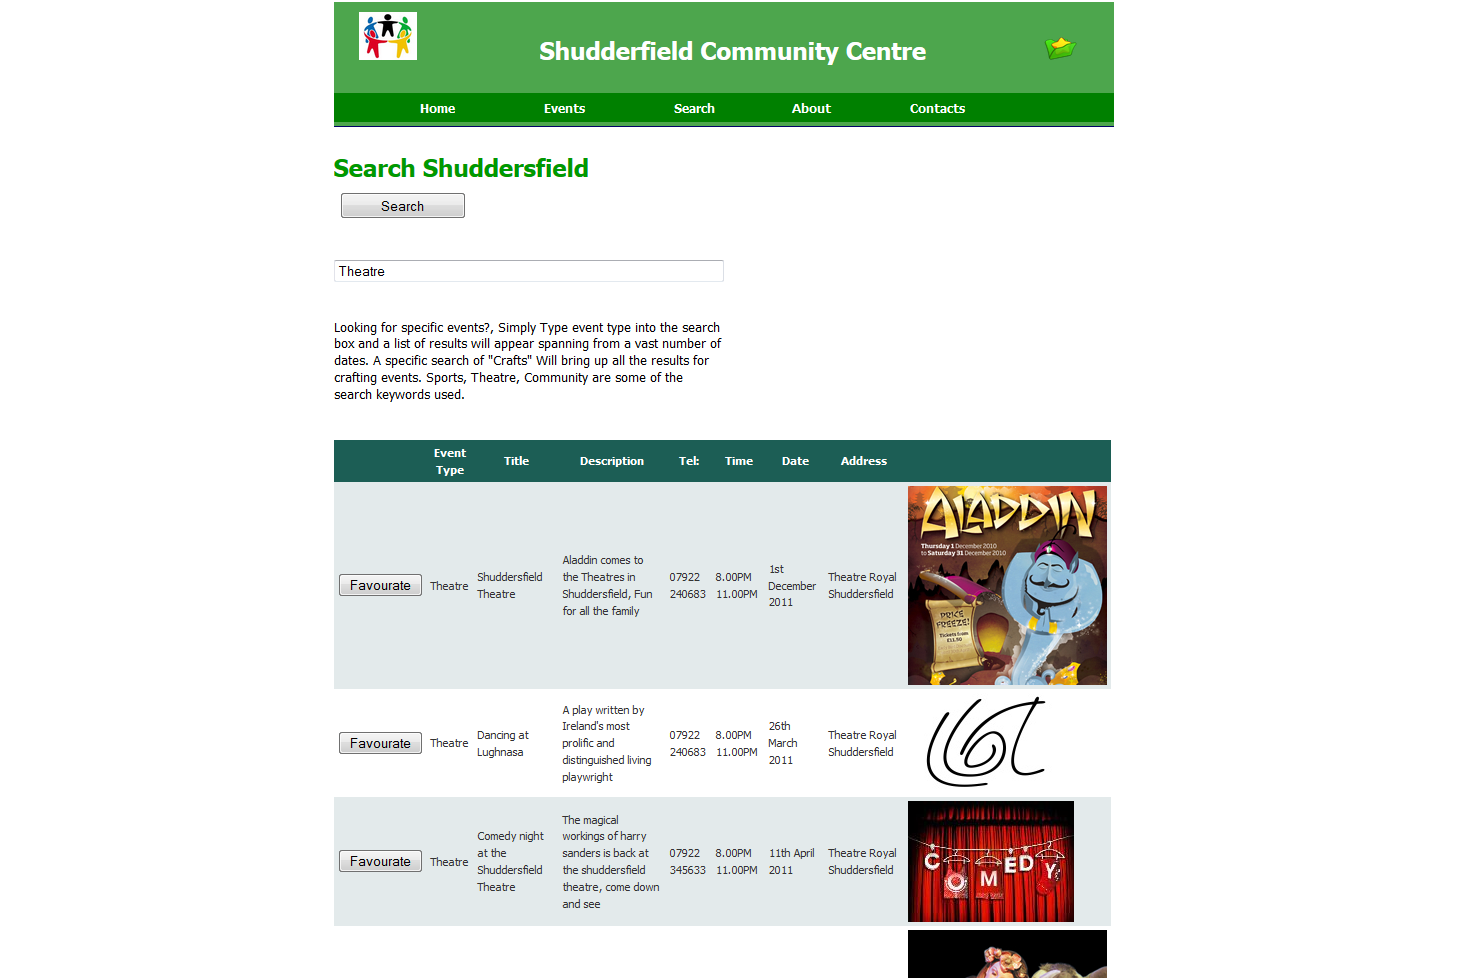 Shudderfield Community Centre
Home Events Search About Contacts
Search Shuddersfield
Search
Theatre
Looking for specific events?, Simply Type event type into the search
box and a list of results will appear spanning from a vast number of
dates. A specific search of "Crafts" Will bring up all the results for
crafting events. Sports, Theatre, Community are some of the
search keywords used.
Event Type Title Description Tel: Time Date Address
Favourate
Theatre
Shuddersfield
Theatre
Aladdin comes to
the Theatres in
Shuddersfield, Fun
for all the family
07922
240683
8.00PM
11.00PM
1st
December
2011
Theatre Royal
Shuddersfield
ALADDIN
Thursday 1 December 2010
to Saturday 31 December 2010
PRICE
FREEZE!
Tickets from
£11.50
Favourate
Theatre
Dancing at
Lughnasa
A play written by
Ireland's most
prolific and
distinguished living
playwright
07922
240683
8.00PM
11.00PM
26th
March
2011
Theatre Royal
Shuddersfield
Favourate
Theatre
Comedy night
at the
Shuddersfield
Theatre
The magical
workings of harry
sanders is back at
the shuddersfield
theatre, come down
and see
07922
345633
8.00PM
11.00PM
11th April
2011
Theatre Royal
Shuddersfield
COMEDY